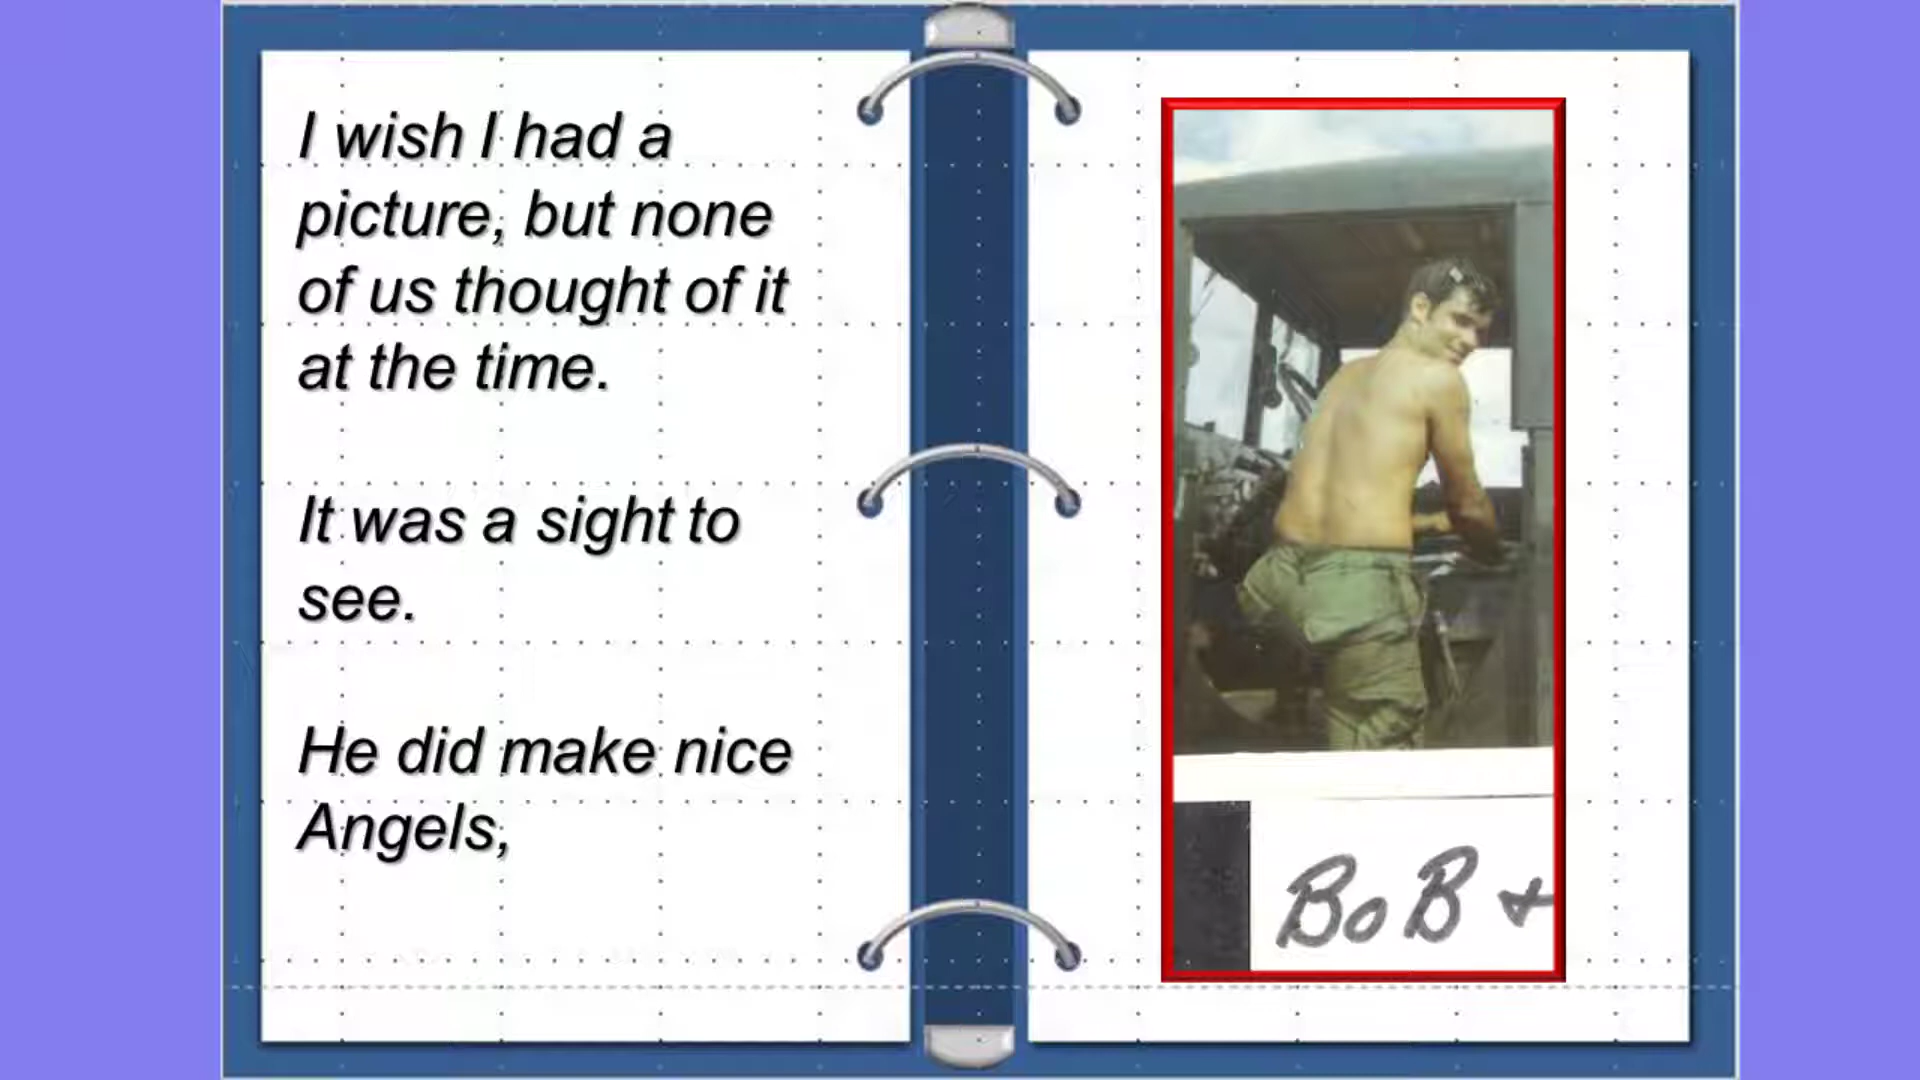 I wish I had a
picture, but none
of us thought of it
at the time.
It was a sight to
see.
He did make nice
Angels,
BoB +